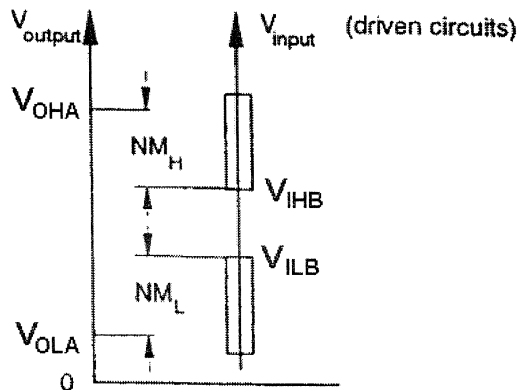 V_output V_input (driven circuits)
V_OHA
NM_H
V_IHB
V_ILB
NM_L
V_OLA
0